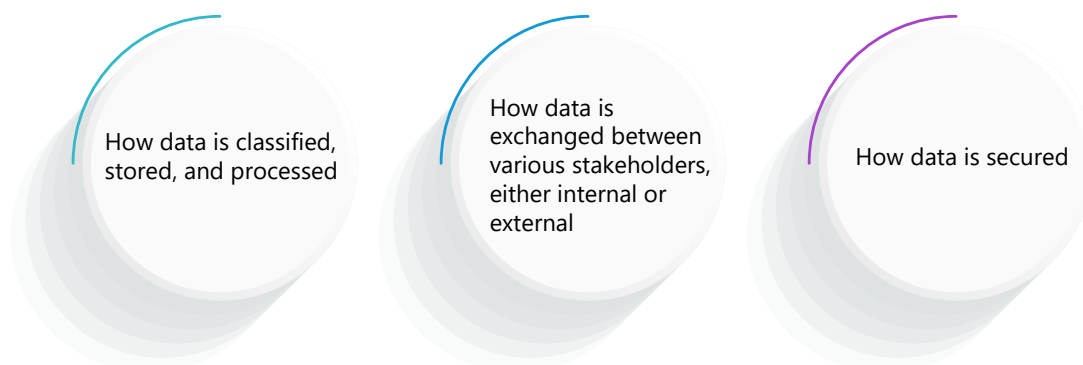 How data is classified,
stored, and processed
How data is
exchanged between
various stakeholders,
either internal or
external
How data is secured